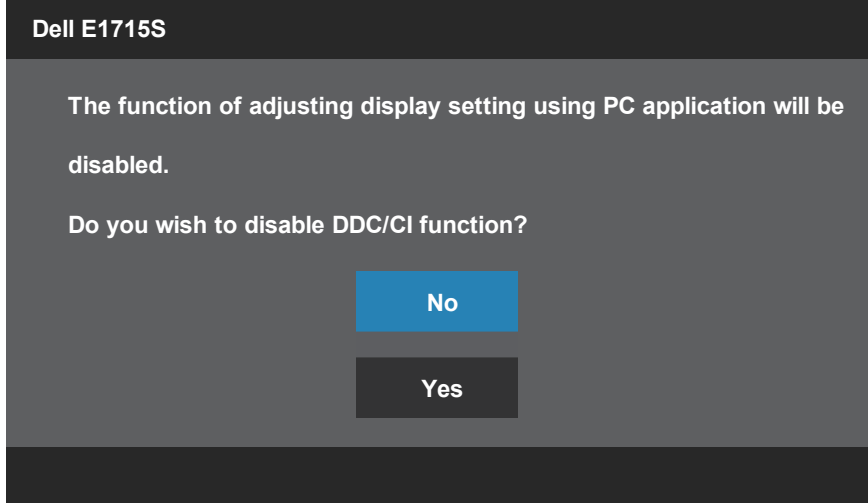 Dell E1715S
The function of adjusting display setting using PC application will be
disabled.
Do you wish to disable DDC/CI function?
No
Yes